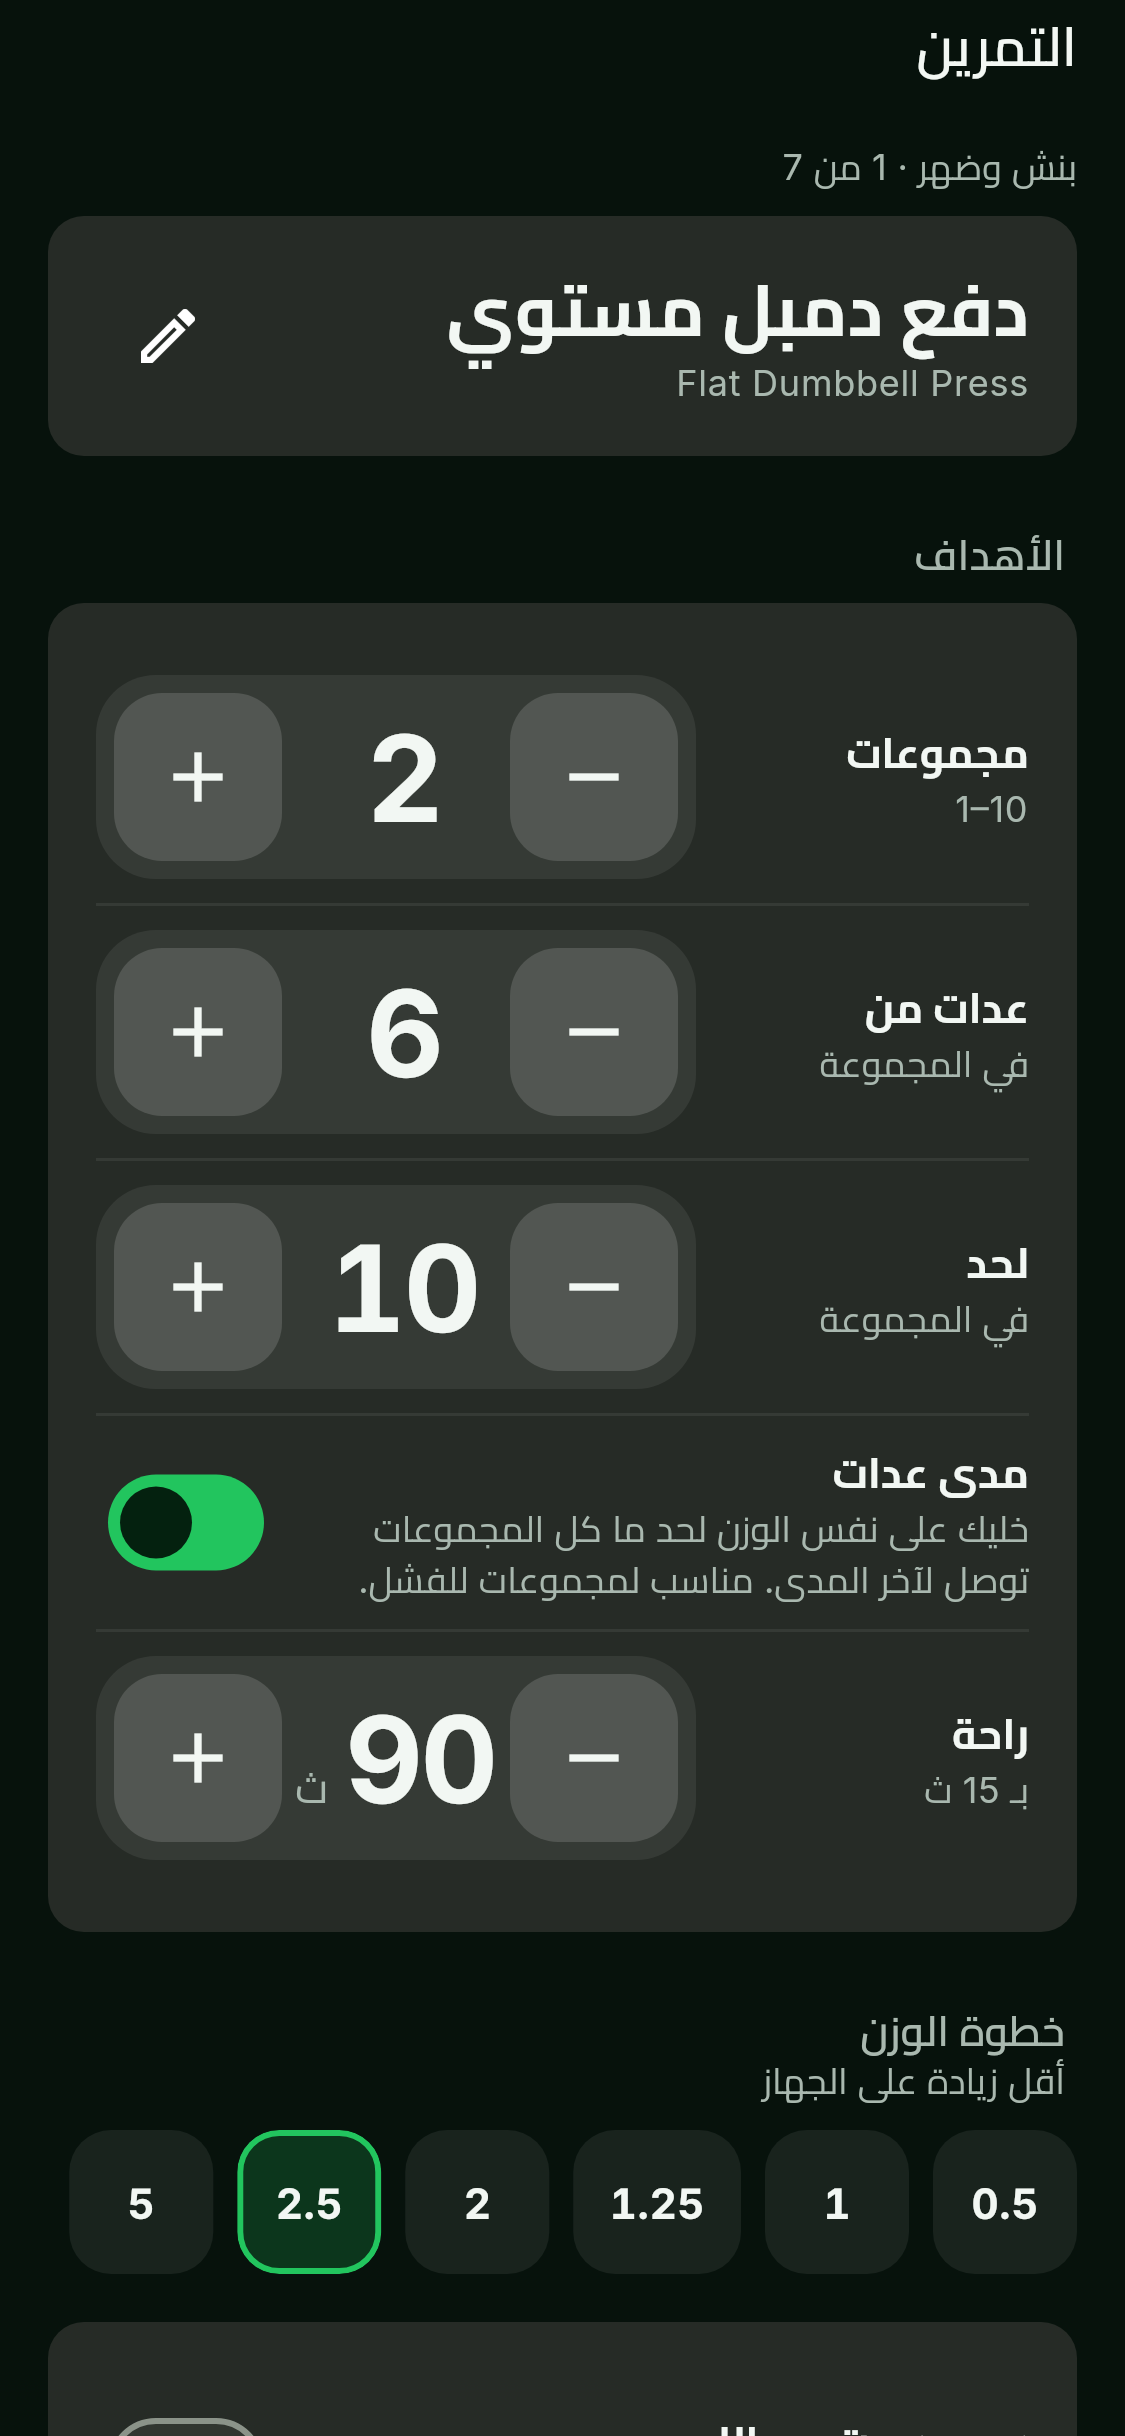 التمرين
بنش وضهر · 1 من 7
دفع دمبل مستوي
Flat Dumbbell Press
الأهداف
مجموعات
1–10
− 2 +
عدات من
في المجموعة
− 6 +
لحد
في المجموعة
− 10 +
مدى عدات
خليك على نفس الوزن لحد ما كل المجموعات
توصل لآخر المدى. مناسب لمجموعات للفشل.
راحة
بـ 15 ث
− 90 ث +
خطوة الوزن
أقل زيادة على الجهاز
0.5 1 1.25 2 2.5 5